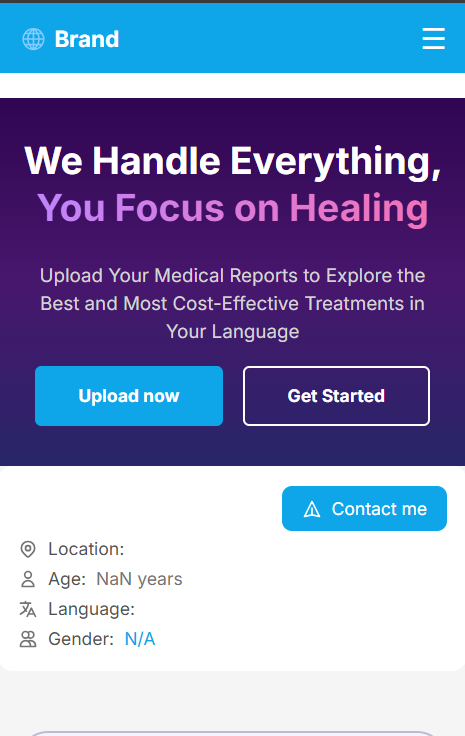 Brand
We Handle Everything,
You Focus on Healing
Upload Your Medical Reports to Explore the
Best and Most Cost-Effective Treatments in
Your Language
Upload now
Get Started
Contact me
Location:
Age: NaN years
Language:
Gender: N/A